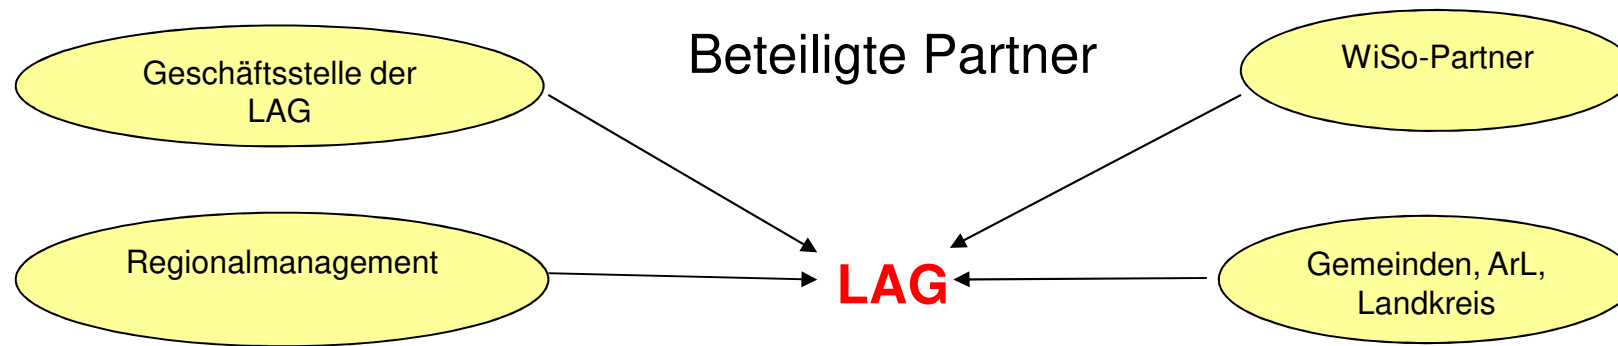 Beteiligte Partner
Geschäftsstelle der
LAG
WiSo-Partner
Regionalmanagement
LAG
Gemeinden, ArL,
Landkreis